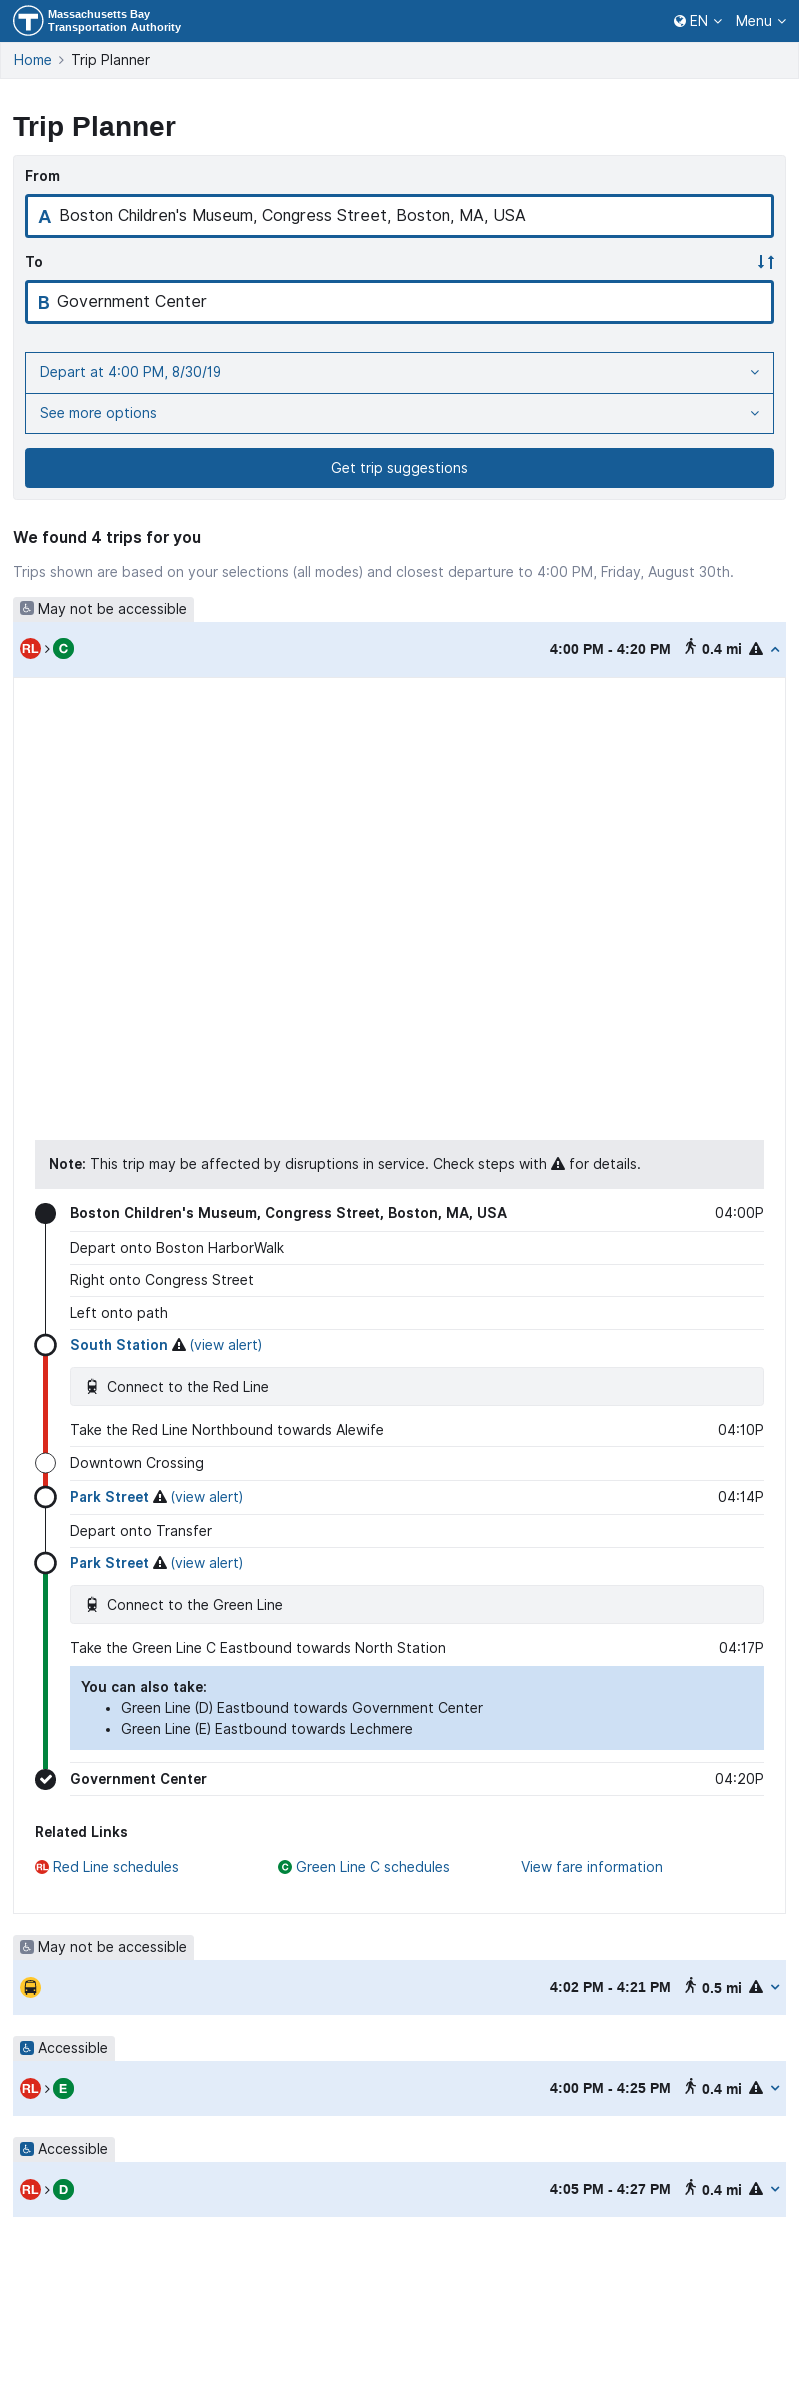 Massachusetts Bay
Transportation Authority
EN Menu
Home > Trip Planner
Trip Planner
From
A Boston Children's Museum, Congress Street, Boston, MA, USA
To
B Government Center
Depart at 4:00 PM, 8/30/19
See more options
Get trip suggestions
We found 4 trips for you
Trips shown are based on your selections (all modes) and closest departure to 4:00 PM, Friday, August 30th.
May not be accessible
RL > C 4:00 PM - 4:20 PM 0.4 mi
Note: This trip may be affected by disruptions in service. Check steps with for details.
Boston Children's Museum, Congress Street, Boston, MA, USA 04:00P
Depart onto Boston HarborWalk
Right onto Congress Street
Left onto path
South Station (view alert)
Connect to the Red Line
Take the Red Line Northbound towards Alewife 04:10P
Downtown Crossing
Park Street (view alert) 04:14P
Depart onto Transfer
Park Street (view alert)
Connect to the Green Line
Take the Green Line C Eastbound towards North Station 04:17P
You can also take:
• Green Line (D) Eastbound towards Government Center
• Green Line (E) Eastbound towards Lechmere
Government Center 04:20P
Related Links
RL Red Line schedules C Green Line C schedules View fare information
May not be accessible
4:02 PM - 4:21 PM 0.5 mi
Accessible
RL > E 4:00 PM - 4:25 PM 0.4 mi
Accessible
RL > D 4:05 PM - 4:27 PM 0.4 mi